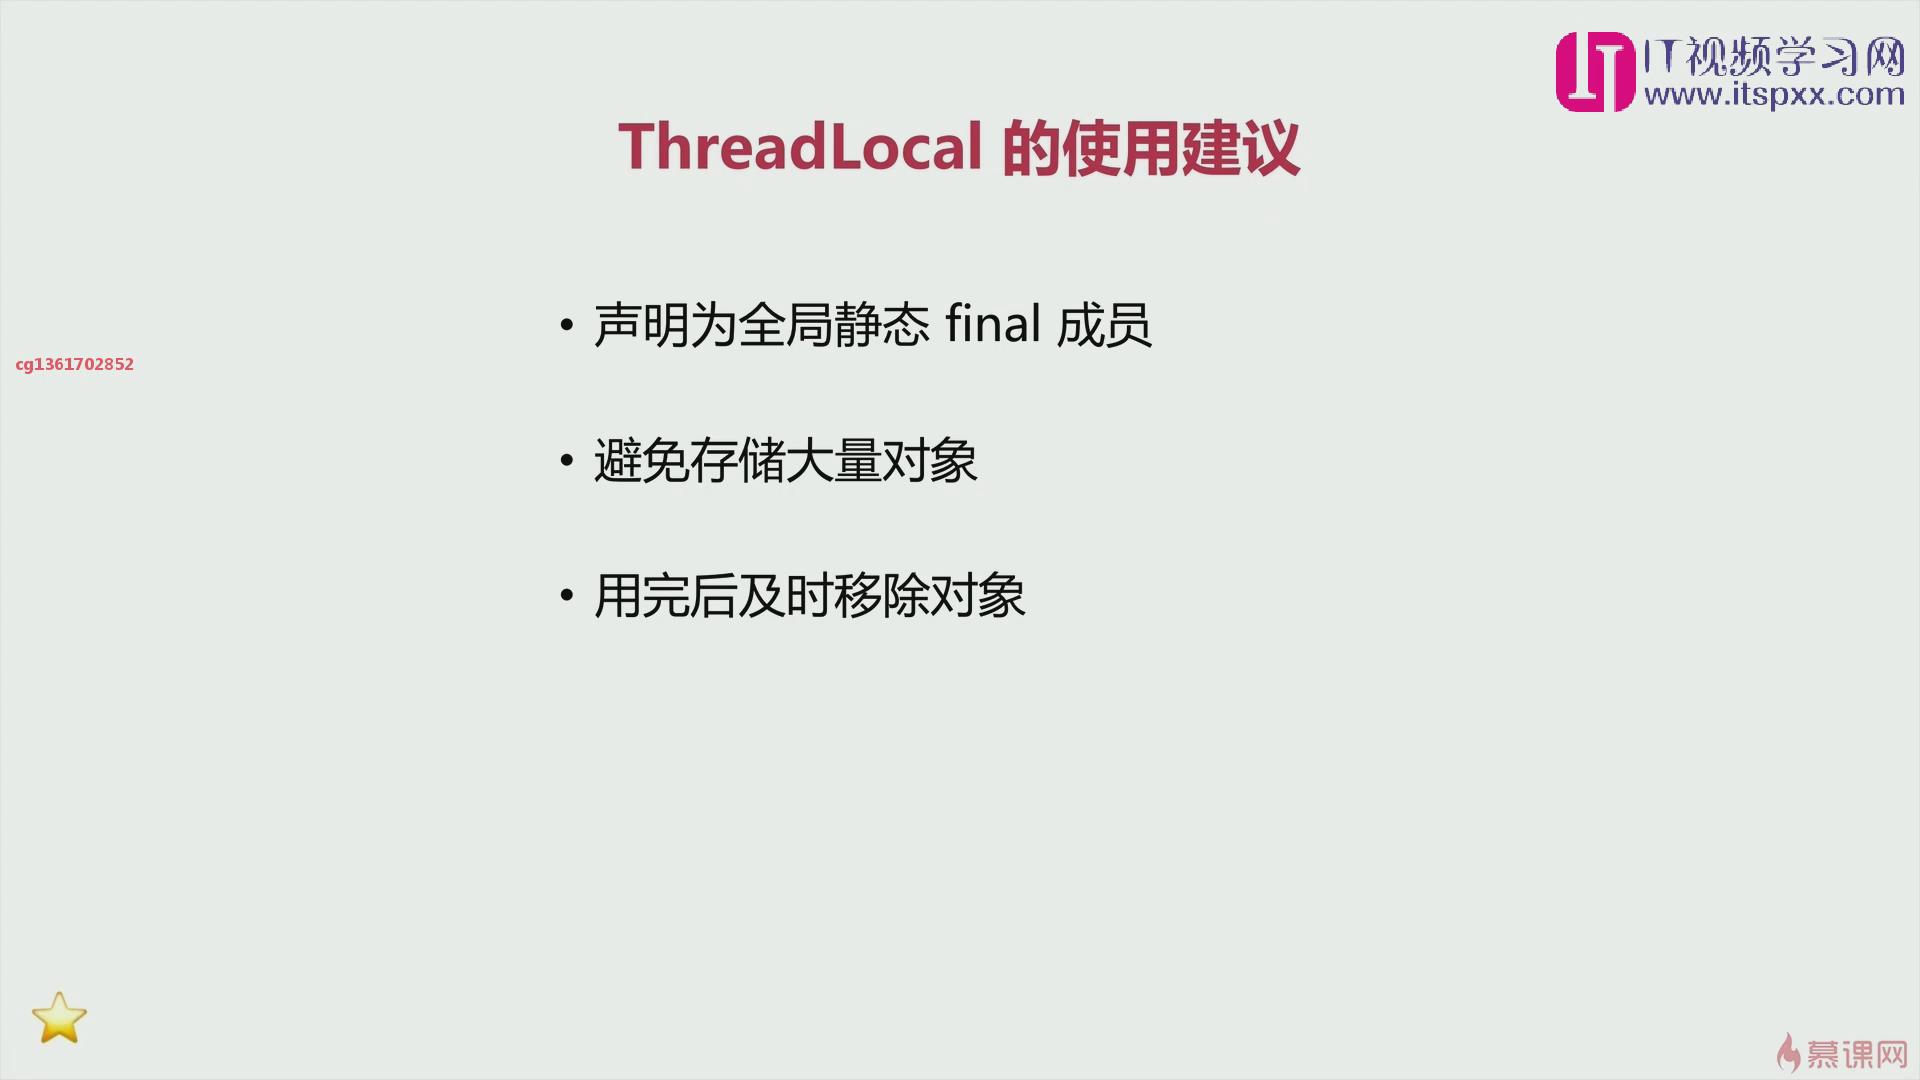 IT视频学习网
www.itspxx.com
ThreadLocal 的使用建议
• 声明为全局静态 final 成员
cg1361702852
• 避免存储大量对象
• 用完后及时移除对象
慕课网